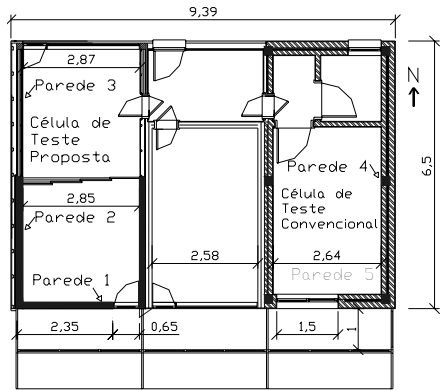 9,39
2,87
N
Parede 3
Célula de
Teste
Proposta
Parede 4
6,5
2,85
Célula de
Teste
Convencional
Parede 2
2,58
2,64
Parede 5
Parede 1
2,35
0,65
1,5
1